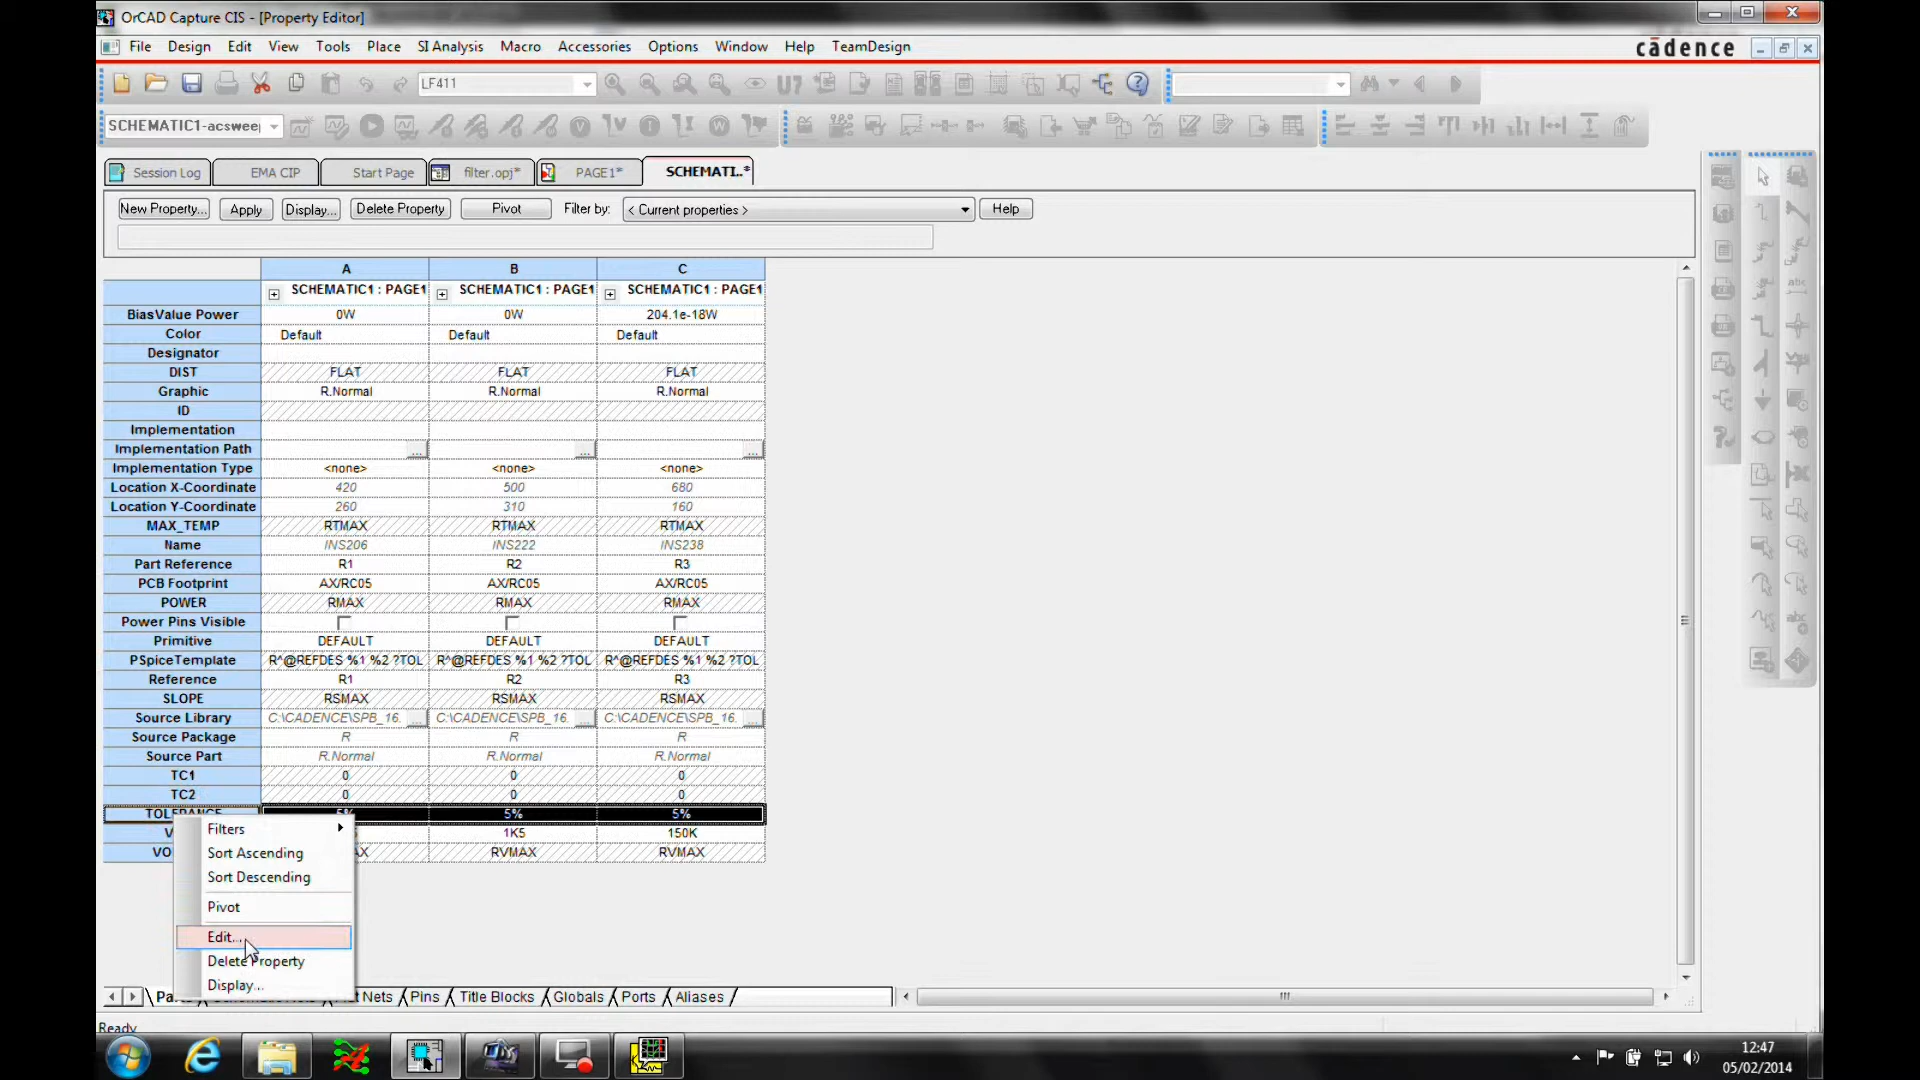 OrCAD Capture CIS - [Property Editor]
File Design Edit View Tools Place SI Analysis Macro Accessories Options Window Help TeamDesign
cādence
LF411
SCHEMATIC1-acsweep
Session Log EMA CIP Start Page filter.opj* PAGE1* SCHEMATI..*
New Property... Apply Display... Delete Property Pivot Filter by: < Current properties > Help
A B C
SCHEMATIC1 : PAGE1 SCHEMATIC1 : PAGE1 SCHEMATIC1 : PAGE1
BiasValue Power 0W 0W 204.1e-18W
Color Default Default Default
Designator
DIST FLAT FLAT FLAT
Graphic R.Normal R.Normal R.Normal
ID
Implementation
Implementation Path ... ... ...
Implementation Type <none> <none> <none>
Location X-Coordinate 420 500 680
Location Y-Coordinate 260 310 160
MAX_TEMP RTMAX RTMAX RTMAX
Name INS206 INS222 INS238
Part Reference R1 R2 R3
PCB Footprint AX/RC05 AX/RC05 AX/RC05
POWER RMAX RMAX RMAX
Power Pins Visible
Primitive DEFAULT DEFAULT DEFAULT
PSpiceTemplate R^@REFDES %1 %2 ?TOL R^@REFDES %1 %2 ?TOL R^@REFDES %1 %2 ?TOL
Reference R1 R2 R3
SLOPE RSMAX RSMAX RSMAX
Source Library C:\CADENCE\SPB_16. ... C:\CADENCE\SPB_16. ... C:\CADENCE\SPB_16. ...
Source Package R R R
Source Part R.Normal R.Normal R.Normal
TC1 0 0 0
TC2 0 0 0
TOLERANCE 5% 5% 5%
1K5 150K
VO AX RVMAX RVMAX
Filters
Sort Ascending
Sort Descending
Pivot
Edit...
Delete Property
Display...
Nets Pins Title Blocks Globals Ports Aliases
Ready
12:47
05/02/2014